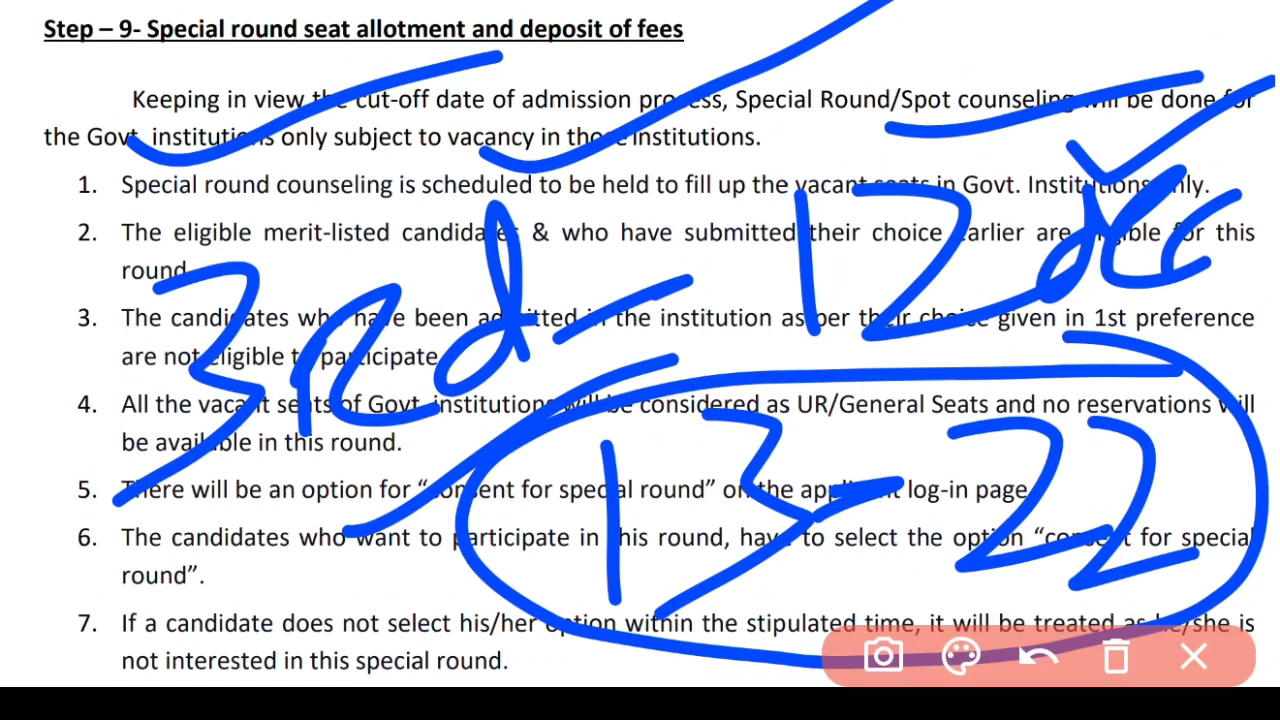 Step – 9- Special round seat allotment and deposit of fees
Keeping in view the cut-off date of admission process, Special Round/Spot counseling will be done for
the Govt. institutions only subject to vacancy in those institutions.
1. Special round counseling is scheduled to be held to fill up the vacant seats in Govt. Institutions only.
2. The eligible merit-listed candidates & who have submitted their choice earlier are eligible for this
round.
3. The candidates who have been admitted in the institution as per their choice given in 1st preference
are not eligible to participate.
4. All the vacant seats of Govt. institutions will be considered as UR/General Seats and no reservations will
be available in this round.
5. There will be an option for “consent for special round” on the applicant log-in page.
6. The candidates who want to participate in this round, have to select the option “consent for special
round”.
7. If a candidate does not select his/her option within the stipulated time, it will be treated as he/she is
not interested in this special round.
3Rd = 12 dec
13 - 22